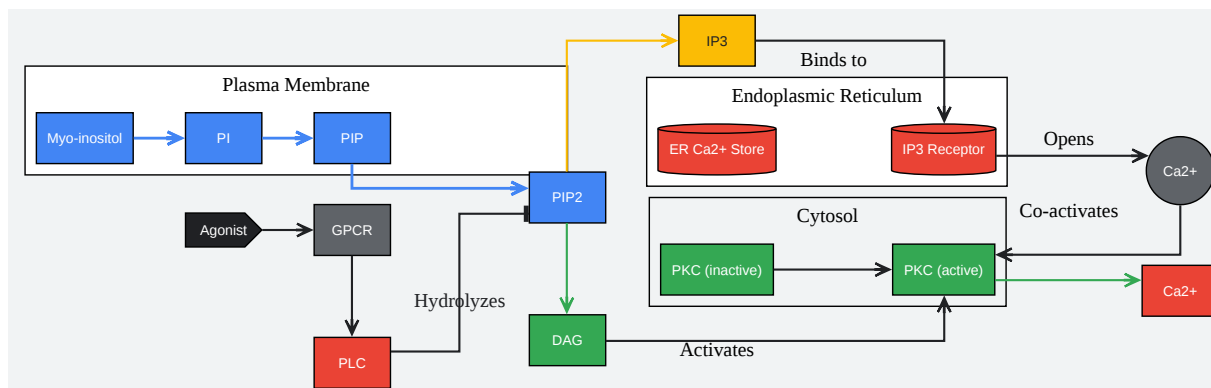 IP3
Binds to
Plasma Membrane
Endoplasmic Reticulum
Myo-inositol
PI
PIP
ER Ca2+ Store
IP3 Receptor
Opens
Ca2+
PIP2
Agonist
GPCR
Cytosol
Co-activates
PKC (inactive)
PKC (active)
Ca2+
Hydrolyzes
DAG
Activates
PLC